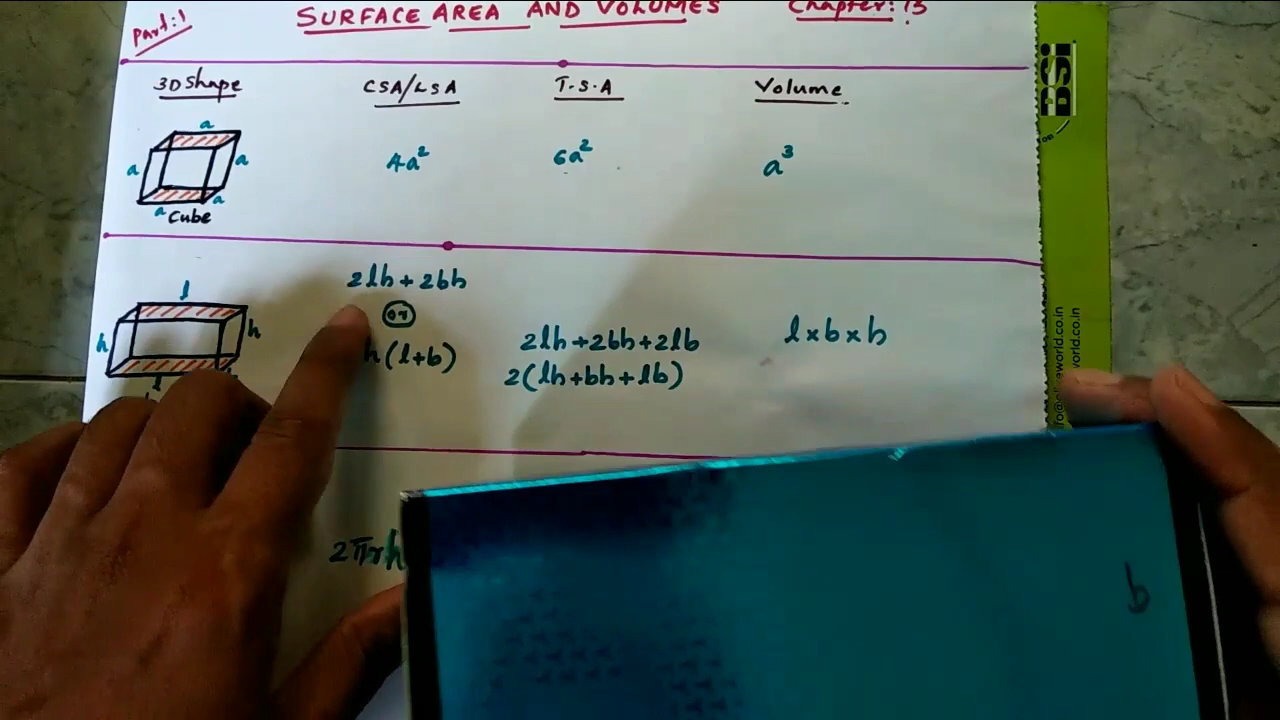 Part:1
SURFACE AREA AND VOLUMES Chapter: 13
3D Shape CSA/LSA T.S.A Volume
a
a a
4a² 6a² a³
a
a
Cube
2lh+2bh
l
or
h h
2lh+2bh+2lb l×b×h
h(l+b)
2(lh+bh+lb)
l
2πrh
b